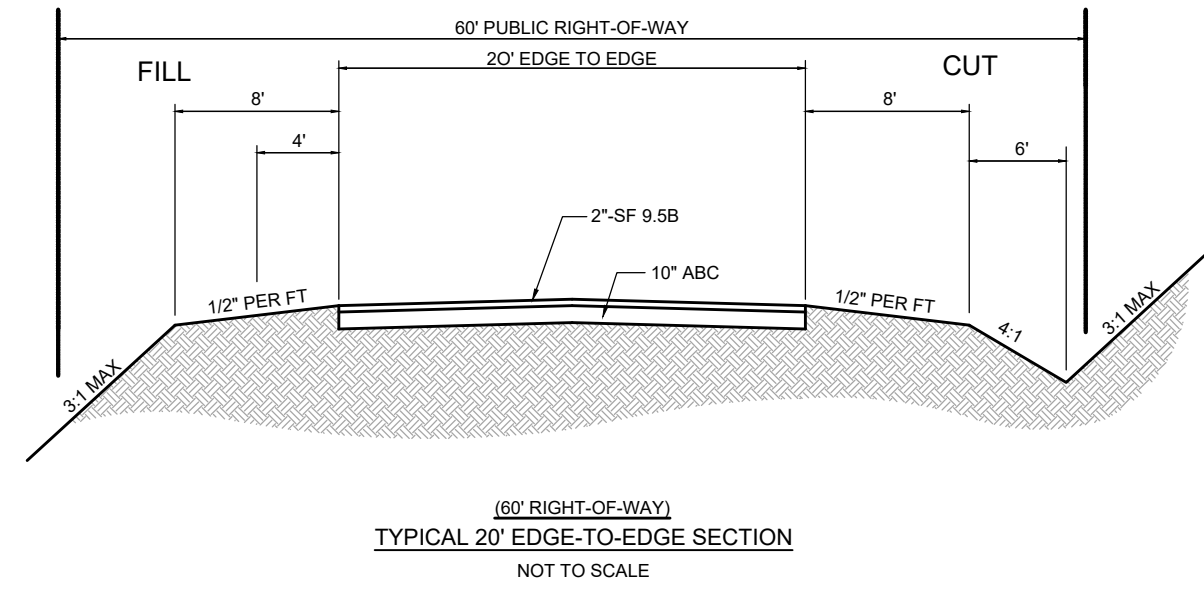 60' PUBLIC RIGHT-OF-WAY
20' EDGE TO EDGE
FILL
CUT
8'
8'
4'
6'
2"-SF 9.5B
10" ABC
1/2" PER FT
1/2" PER FT
4:1
3:1 MAX
3:1 MAX
(60' RIGHT-OF-WAY)
TYPICAL 20' EDGE-TO-EDGE SECTION
NOT TO SCALE